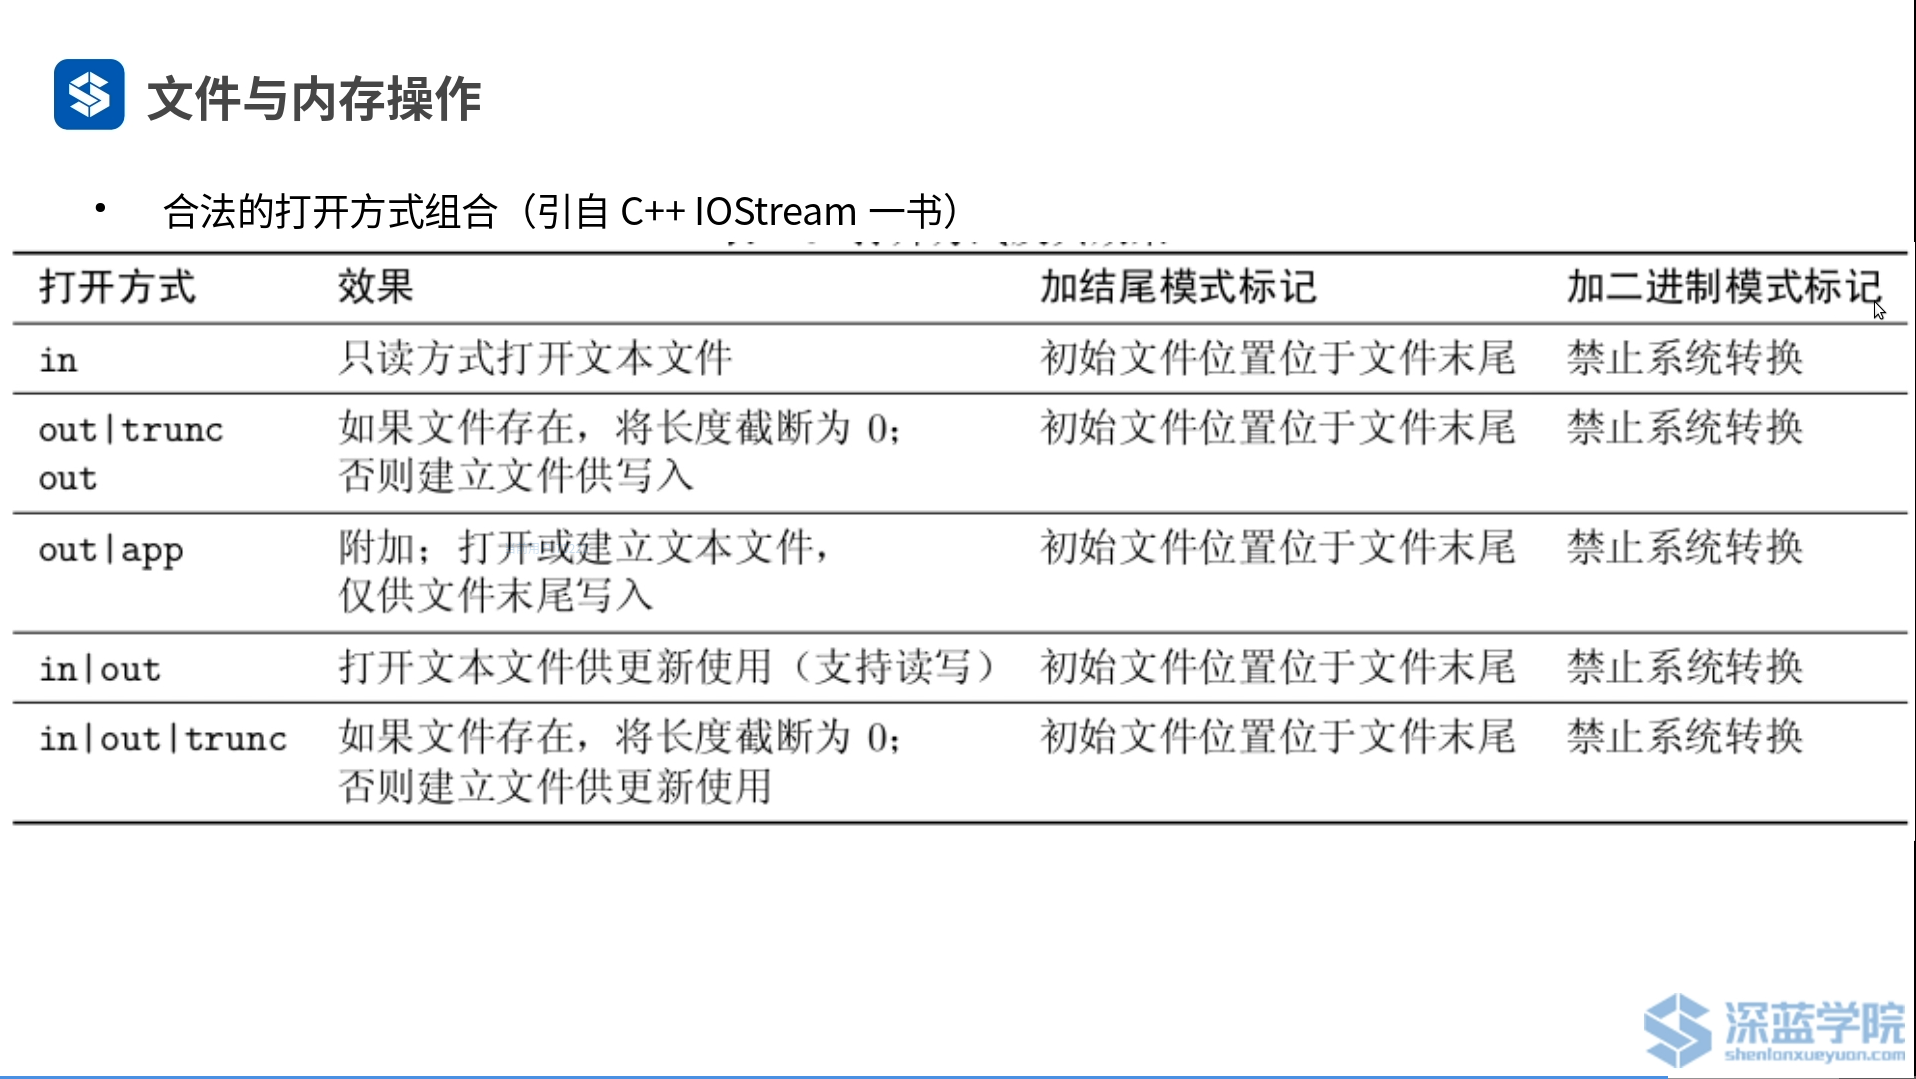 文件与内存操作
• 合法的打开方式组合（引自 C++ IOStream 一书）
打开方式 效果 加结尾模式标记 加二进制模式标记
in 只读方式打开文本文件 初始文件位置位于文件末尾 禁止系统转换
out|trunc 如果文件存在，将长度截断为 0； 初始文件位置位于文件末尾 禁止系统转换
out 否则建立文件供写入
out|app 附加；打开或建立文本文件， 初始文件位置位于文件末尾 禁止系统转换
仅供文件末尾写入
in|out 打开文本文件供更新使用（支持读写） 初始文件位置位于文件末尾 禁止系统转换
in|out|trunc 如果文件存在，将长度截断为 0； 初始文件位置位于文件末尾 禁止系统转换
否则建立文件供更新使用
深蓝学院
shenlanxueyuan.com